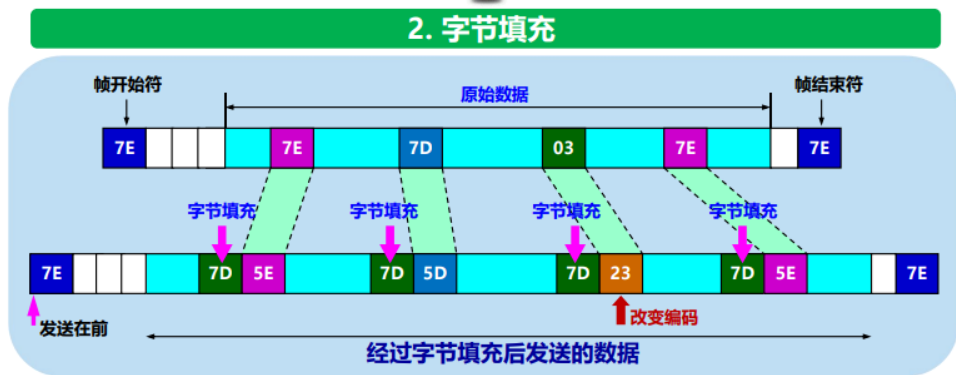 2. 字节填充
帧开始符
原始数据
帧结束符
7E 7E 7D 03 7E 7E
字节填充 字节填充 字节填充 字节填充
7E 7D 5E 7D 5D 7D 23 7D 5E 7E
发送在前
改变编码
经过字节填充后发送的数据